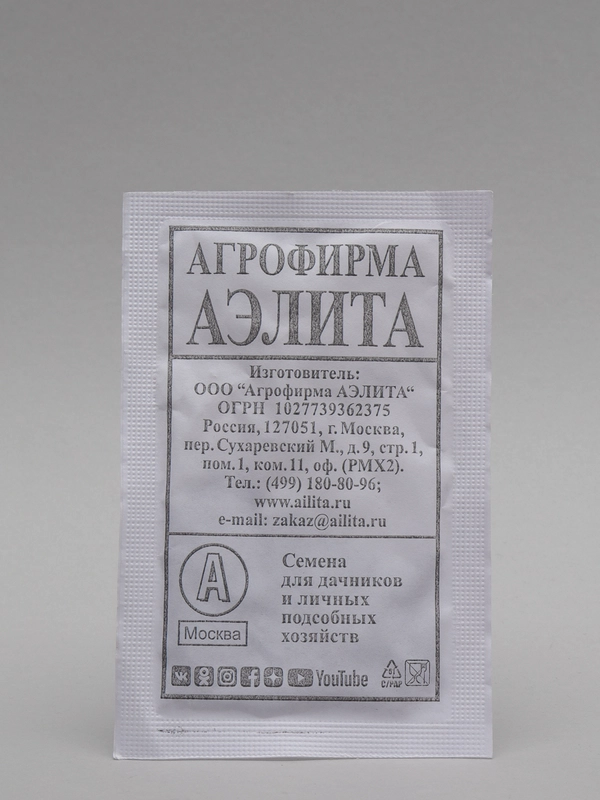 АГРОФИРМА
АЭЛИТА
Изготовитель:
ООО "Агрофирма АЭЛИТА"
ОГРН 1027739362375
Россия, 127051, г. Москва,
пер. Сухаревский М., д. 9, стр. 1,
пом. 1, ком. 11, оф. (РМХ2).
Тел.: (499) 180-80-96;
www.ailita.ru
e-mail: zakaz@ailita.ru
А
Москва
Семена
для дачников
и личных
подсобных
хозяйств
YouTube
C/PAP